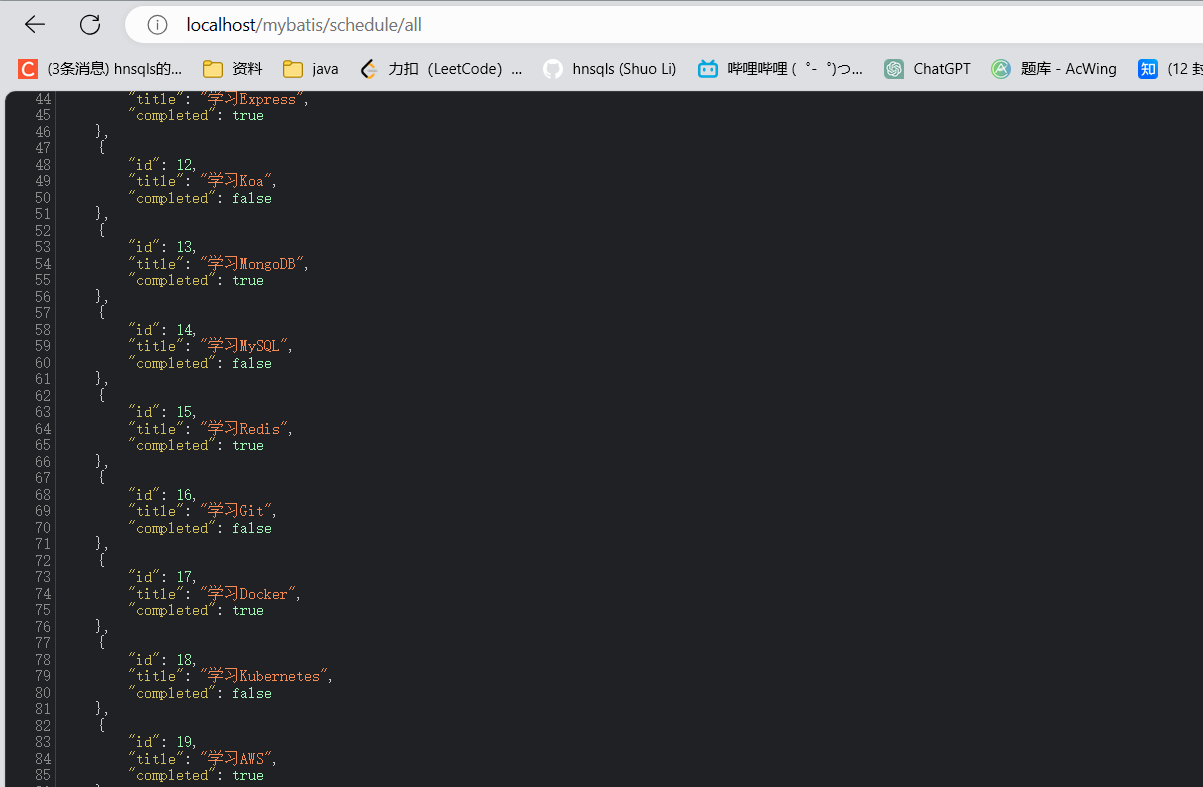 localhost/mybatis/schedule/all
(3条消息) hnsqls的... 资料 java 力扣（LeetCode）... hnsqls (Shuo Li) 哔哩哔哩 (゜-゜)つ... ChatGPT 题库 - AcWing 知 (12 封
44 "title": "学习Express",
45 "completed": true
46 },
47 {
48 "id": 12,
49 "title": "学习Koa",
50 "completed": false
51 },
52 {
53 "id": 13,
54 "title": "学习MongoDB",
55 "completed": true
56 },
57 {
58 "id": 14,
59 "title": "学习MySQL",
60 "completed": false
61 },
62 {
63 "id": 15,
64 "title": "学习Redis",
65 "completed": true
66 },
67 {
68 "id": 16,
69 "title": "学习Git",
70 "completed": false
71 },
72 {
73 "id": 17,
74 "title": "学习Docker",
75 "completed": true
76 },
77 {
78 "id": 18,
79 "title": "学习Kubernetes",
80 "completed": false
81 },
82 {
83 "id": 19,
84 "title": "学习AWS",
85 "completed": true